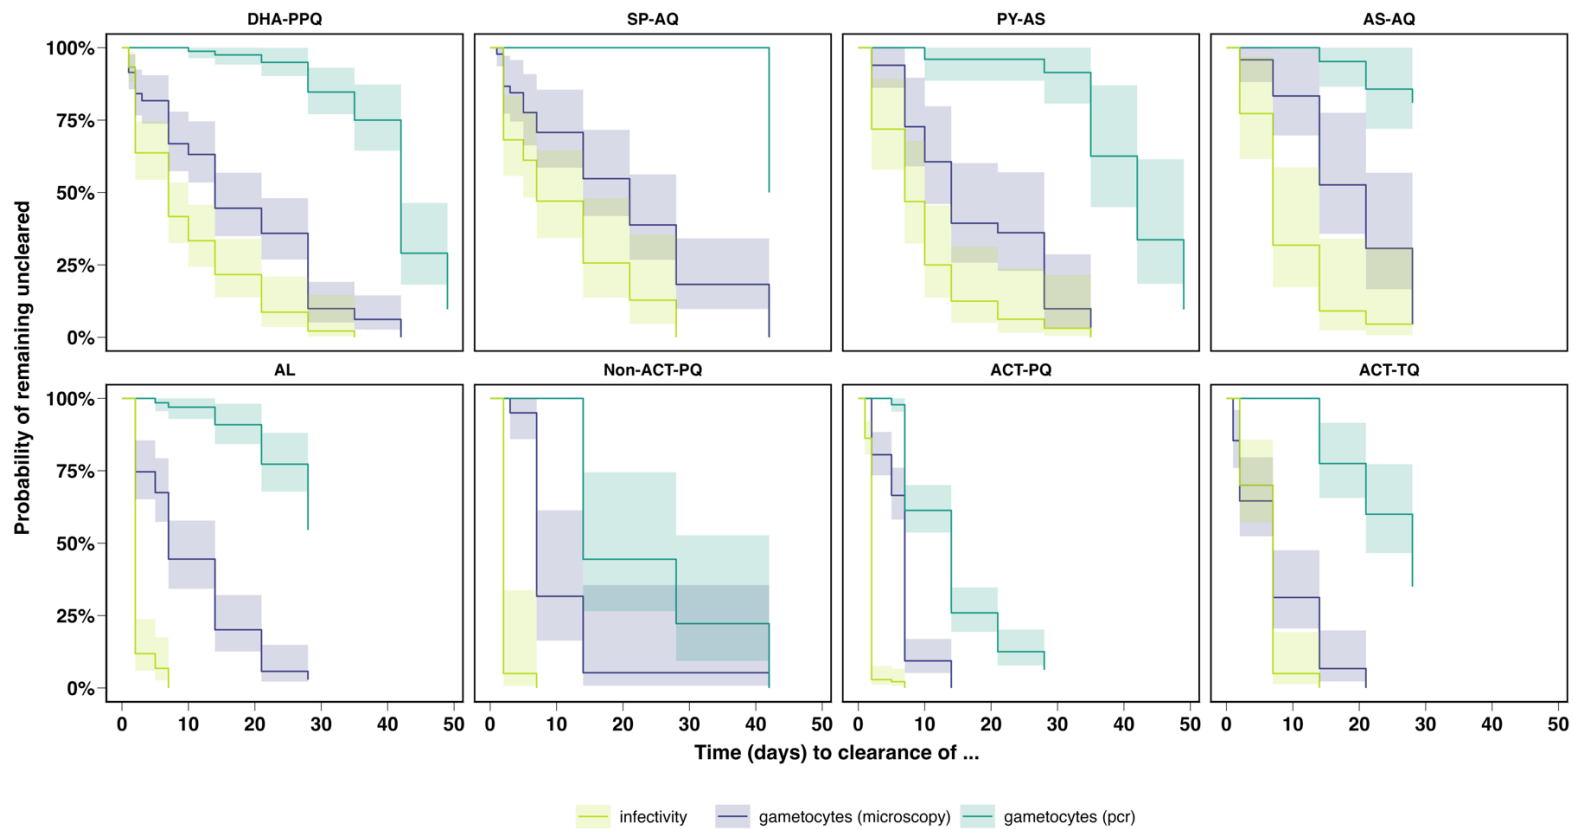 DHA-PPQ SP-AQ PY-AS AS-AQ
100%
75%
50%
25%
0%
AL Non-ACT-PQ ACT-PQ ACT-TQ
100%
75%
50%
25%
0%
0 10 20 30 40 50 0 10 20 30 40 50 0 10 20 30 40 50 0 10 20 30 40 50
Probability of remaining uncleared
Time (days) to clearance of ...
infectivity gametocytes (microscopy) gametocytes (pcr)